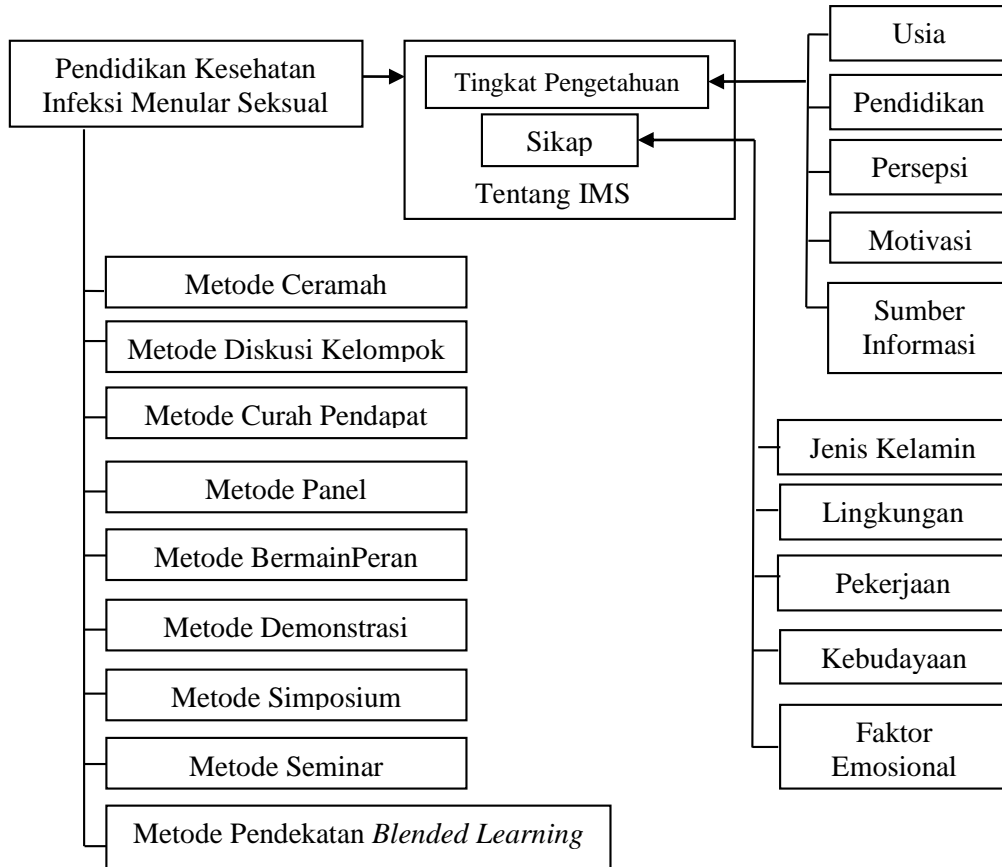 Pendidikan Kesehatan
Infeksi Menular Seksual
Tingkat Pengetahuan
Sikap
Tentang IMS
Usia
Pendidikan
Persepsi
Motivasi
Sumber
Informasi
Metode Ceramah
Metode Diskusi Kelompok
Metode Curah Pendapat
Metode Panel
Metode BermainPeran
Metode Demonstrasi
Metode Simposium
Metode Seminar
Metode Pendekatan Blended Learning
Jenis Kelamin
Lingkungan
Pekerjaan
Kebudayaan
Faktor
Emosional